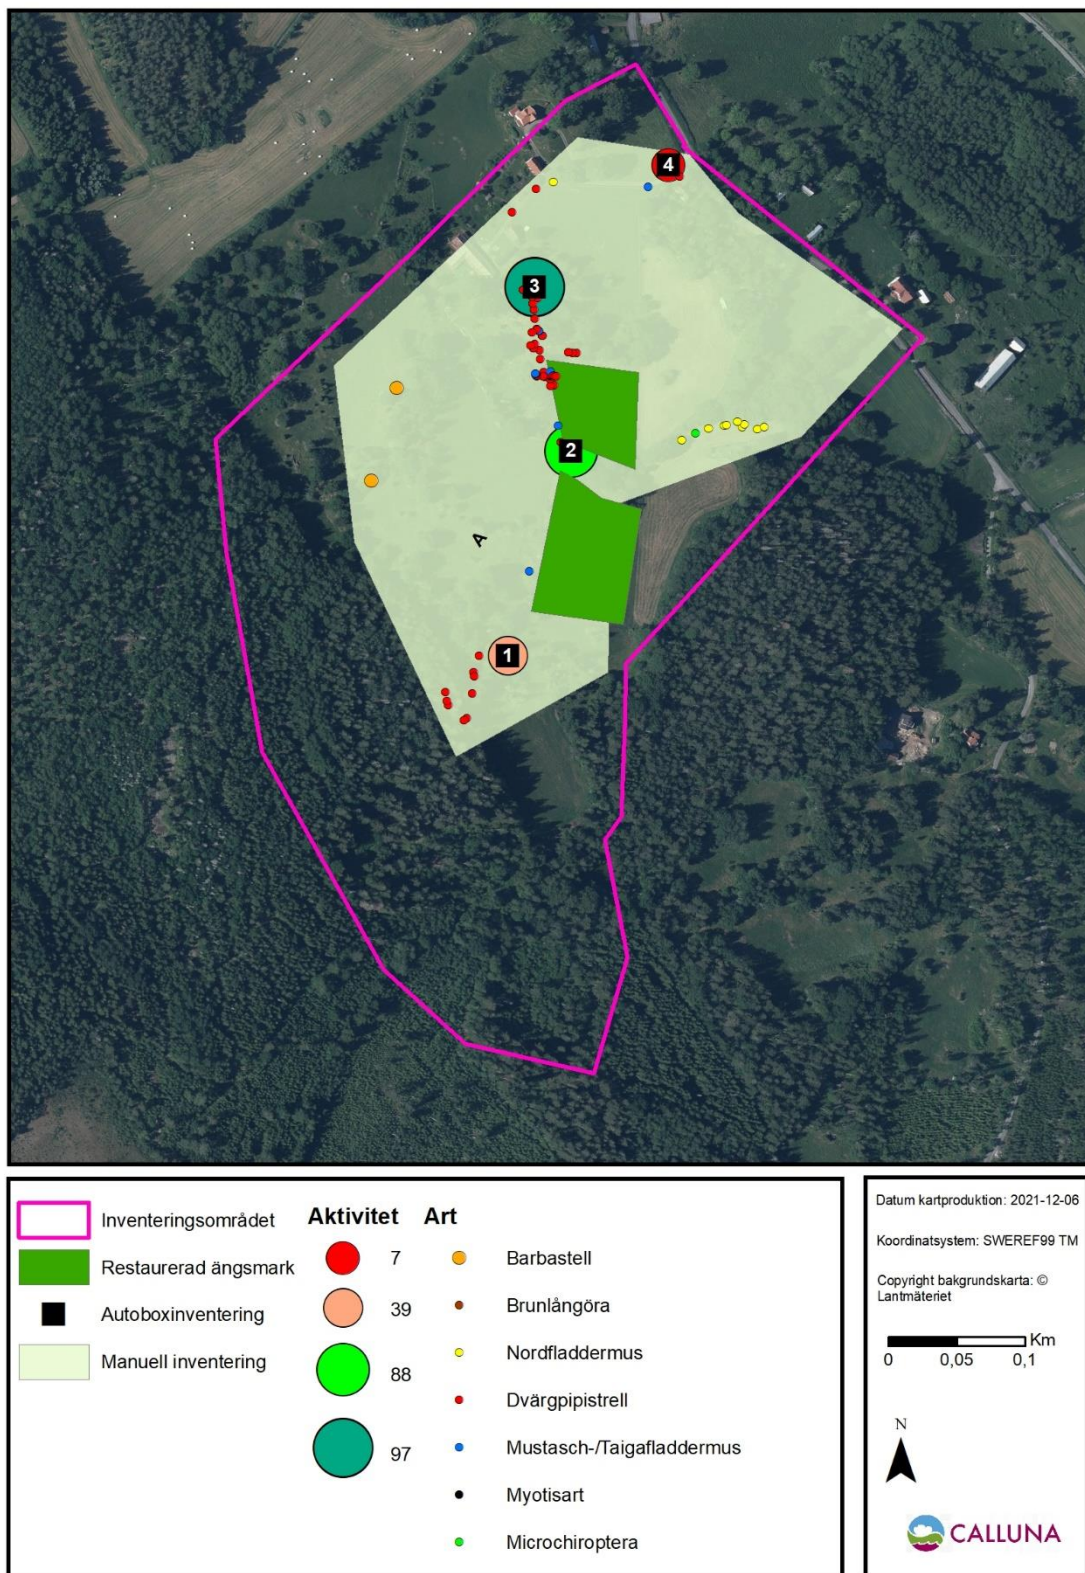 4
3
2
A
1
Inventeringsområdet
Restaurerad ängsmark
Autoboxinventering
Manuell inventering
Aktivitet
7
39
88
97
Art
Barbastell
Brunlångöra
Nordfladdermus
Dvärgpipistrell
Mustasch-/Taigafladdermus
Myotisart
Microchiroptera
Datum kartproduktion: 2021-12-06
Koordinatsystem: SWEREF99 TM
Copyright bakgrundskarta: ©
Lantmäteriet
Km
0 0,05 0,1
N
CALLUNA